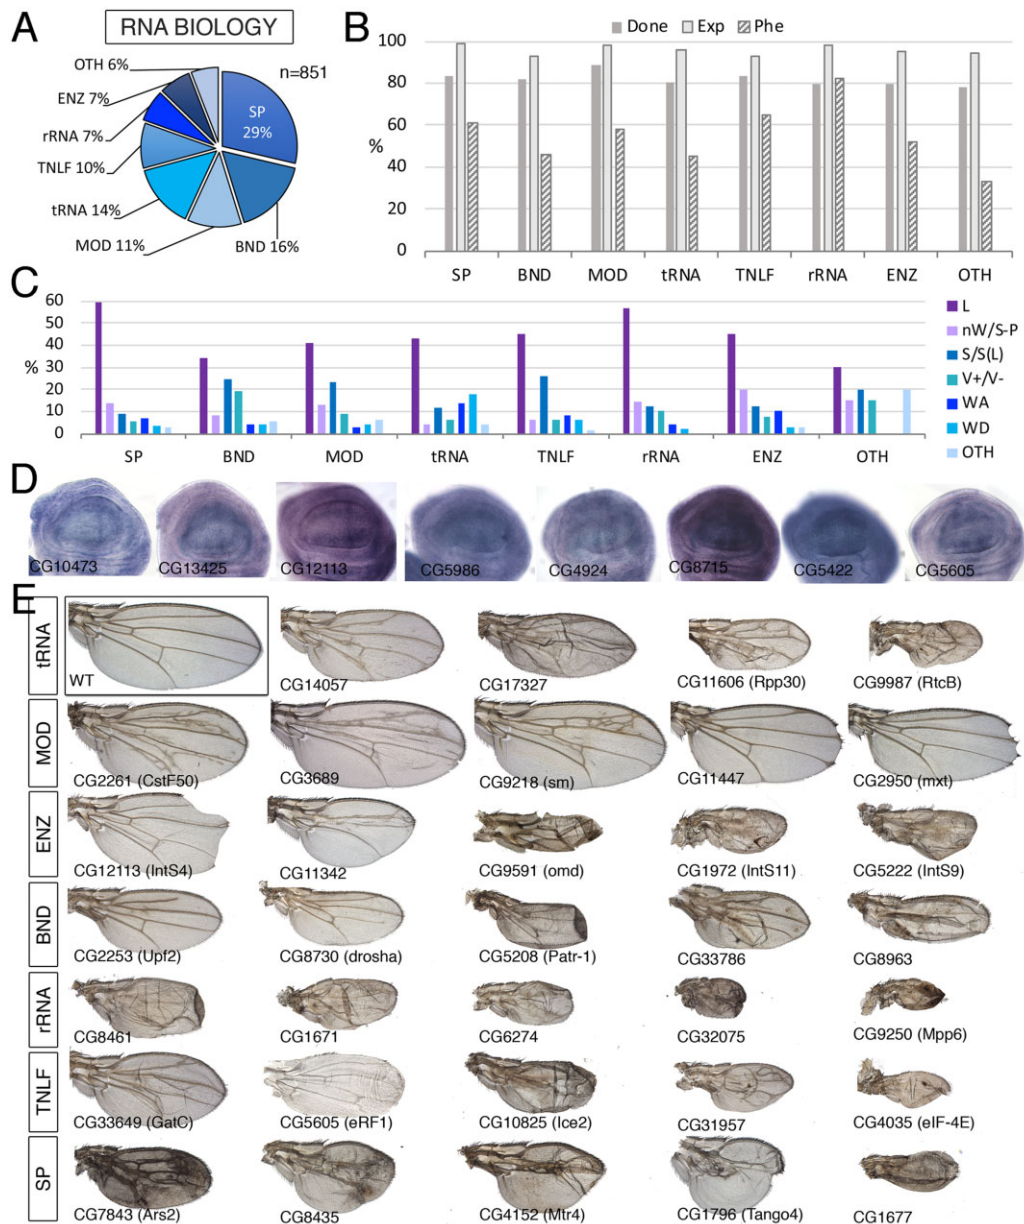 A
RNA BIOLOGY
n=851
OTH 6%
ENZ 7%
rRNA 7%
TNLF 10%
tRNA 14%
MOD 11%
BND 16%
SP
29%
B
Done Exp Phe
100
80
60
40
20
0
%
SP BND MOD tRNA TNLF rRNA ENZ OTH
C
60
50
40
30
20
10
0
%
SP BND MOD tRNA TNLF rRNA ENZ OTH
L
nW/S-P
S/S(L)
V+/V-
WA
WD
OTH
D
CG10473 CG13425 CG12113 CG5986 CG4924 CG8715 CG5422 CG5605
E
tRNA
WT CG14057 CG17327 CG11606 (Rpp30) CG9987 (RtcB)
MOD
CG2261 (CstF50) CG3689 CG9218 (sm) CG11447 CG2950 (mxt)
ENZ
CG12113 (IntS4) CG11342 CG9591 (omd) CG1972 (IntS11) CG5222 (IntS9)
BND
CG2253 (Upf2) CG8730 (drosha) CG5208 (Patr-1) CG33786 CG8963
rRNA
CG8461 CG1671 CG6274 CG32075 CG9250 (Mpp6)
TNLF
CG33649 (GatC) CG5605 (eRF1) CG10825 (Ice2) CG31957 CG4035 (eIF-4E)
SP
CG7843 (Ars2) CG8435 CG4152 (Mtr4) CG1796 (Tango4) CG1677